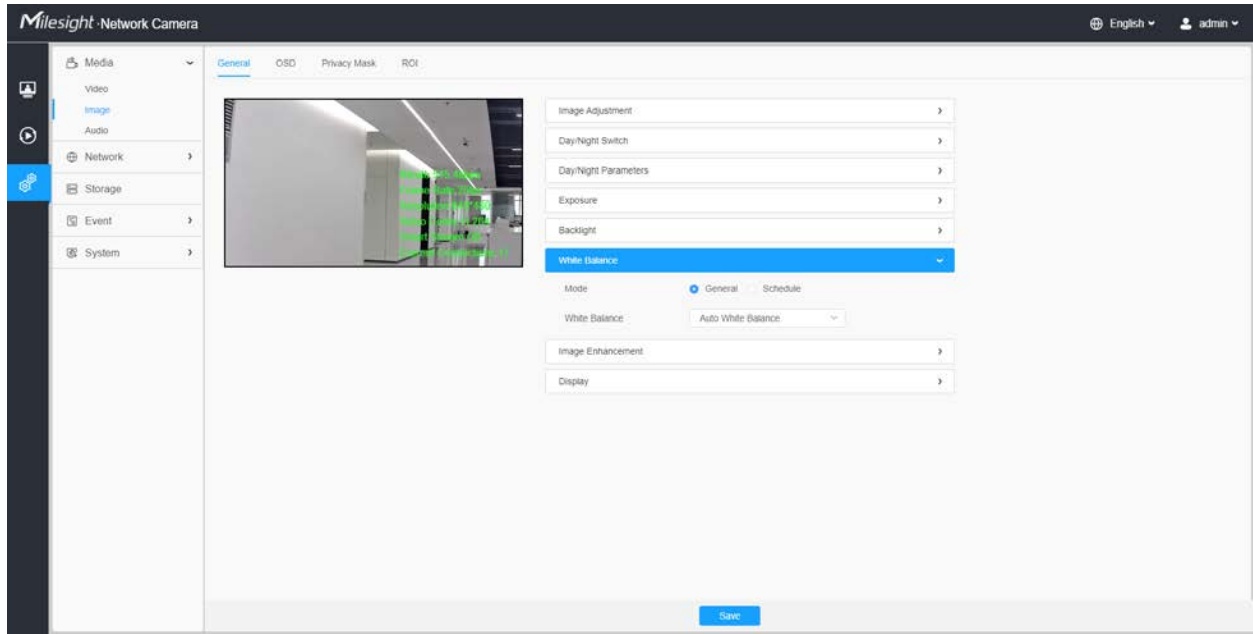 Milesight · Network Camera
English
admin
Media
Video
Image
Audio
Network
Storage
Event
System
General OSD Privacy Mask ROI
Image Adjustment
Day/Night Switch
Day/Night Parameters
Exposure
Backlight
White Balance
Mode General Schedule
White Balance Auto White Balance
Image Enhancement
Display
Save